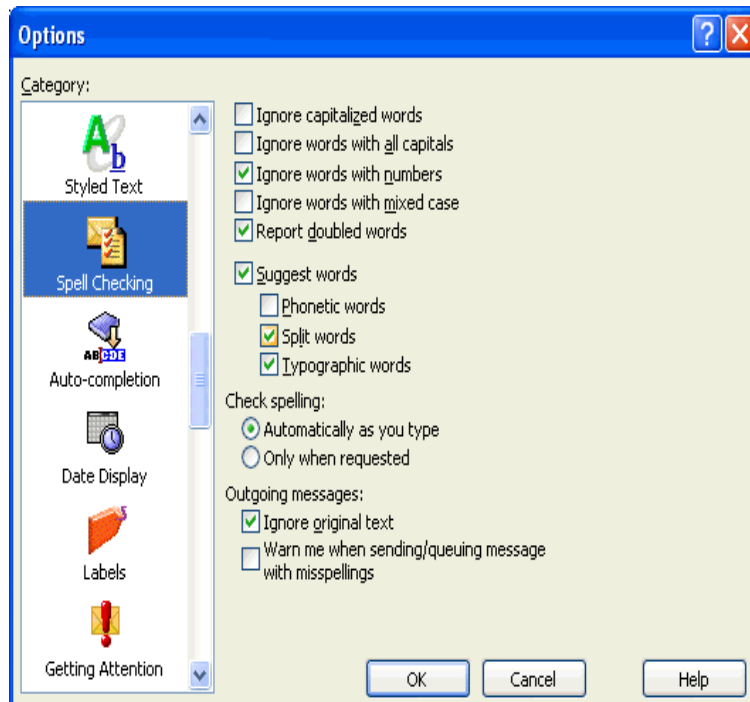 Options
Category:
Styled Text
Spell Checking
Auto-completion
Date Display
Labels
Getting Attention
Ignore capitalized words
Ignore words with all capitals
Ignore words with numbers
Ignore words with mixed case
Report doubled words
Suggest words
Phonetic words
Split words
Typographic words
Check spelling:
Automatically as you type
Only when requested
Outgoing messages:
Ignore original text
Warn me when sending/queuing message
with misspellings
OK
Cancel
Help